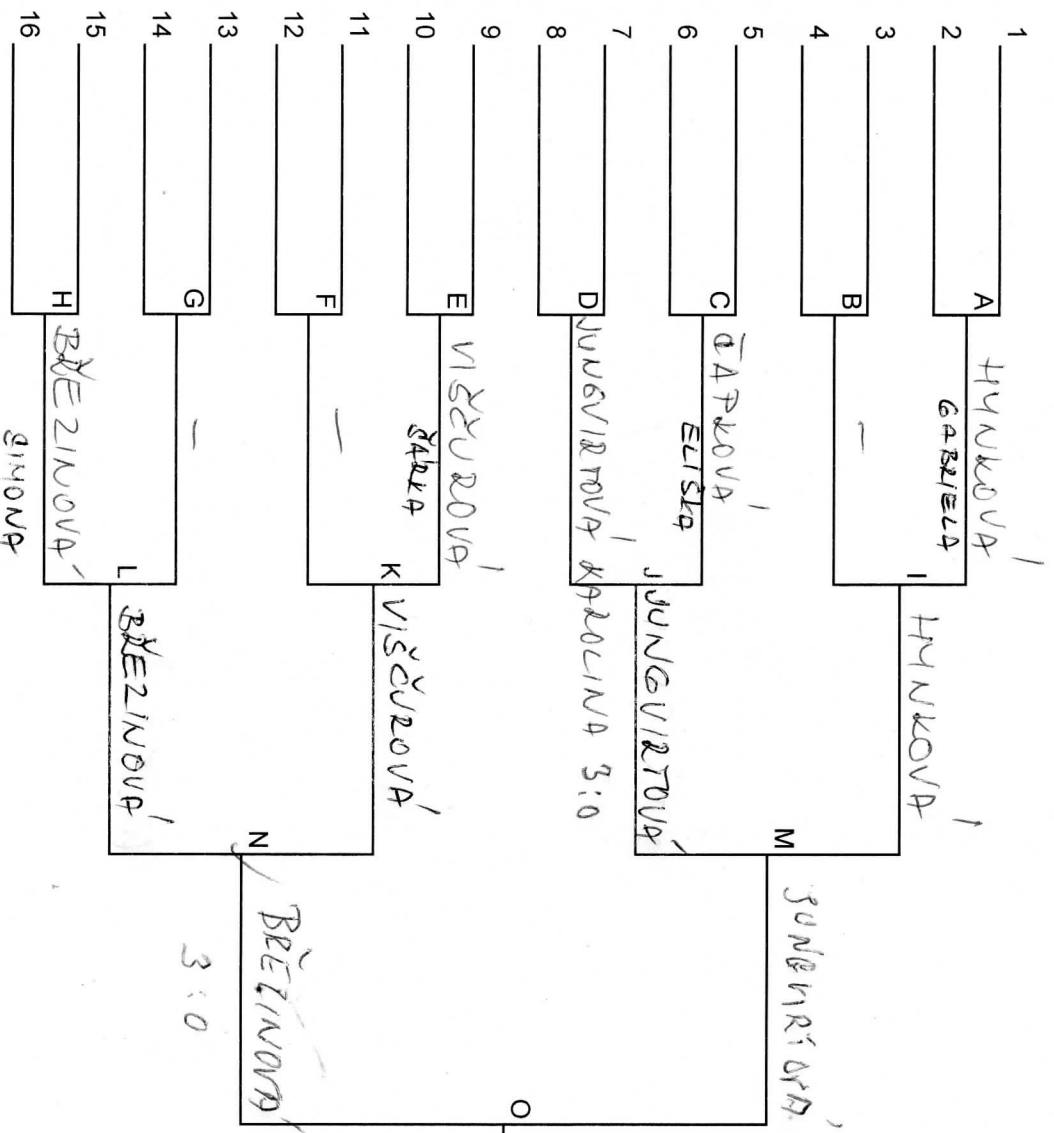 1
2
3
4
5
6
7
8
9
10
11
12
13
14
15
16
A
B
C
D
E
F
G
H
HYNKOVÁ
GABRIELA
–
ČAPKOVÁ
ELIŠKA
JUNGVIRTOVÁ KAROLINA 3:0
VIŠČUROVÁ
ŠÁRKA
–
–
BŘEZINOVÁ
SIMONA
I
J
K
L
HYNKOVÁ
JUNGVIRTOVÁ
VIŠČUROVÁ
BŘEZINOVÁ
M
N
JUNGVIRTOVÁ
BŘEZINOVÁ
3:0
O